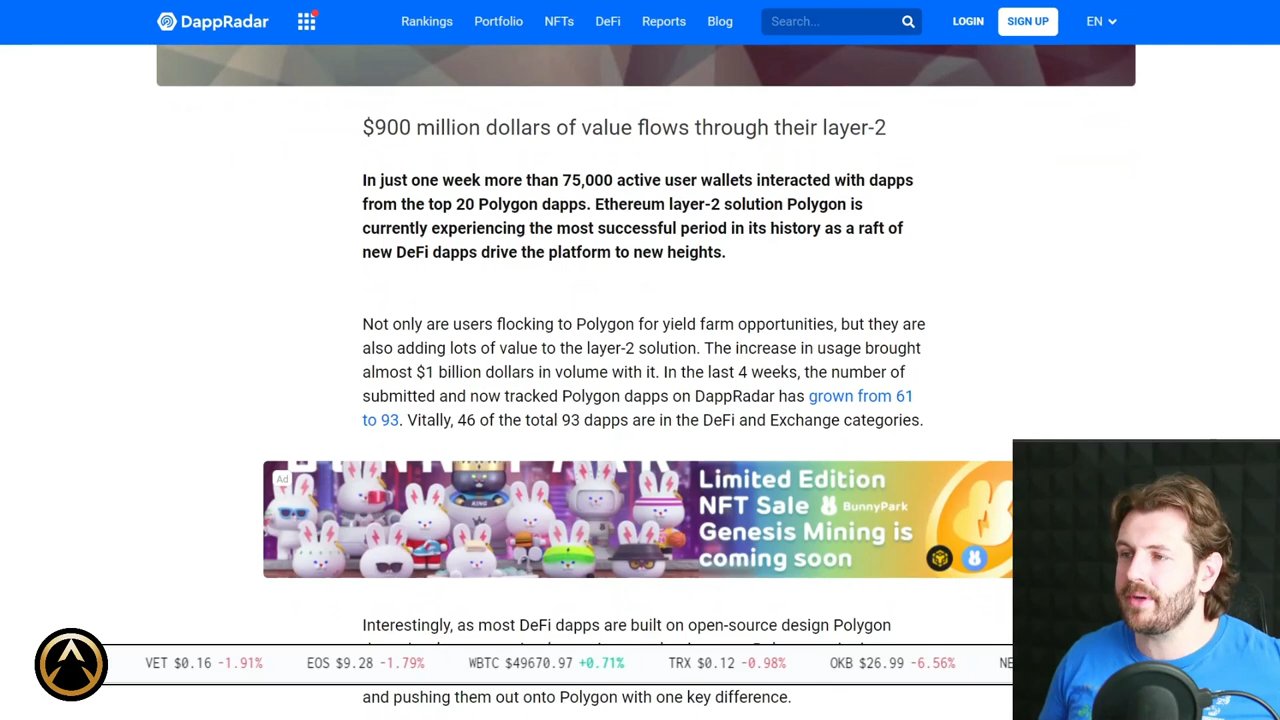 DappRadar
Rankings Portfolio NFTs DeFi Reports Blog Search... LOGIN SIGN UP EN
$900 million dollars of value flows through their layer-2
In just one week more than 75,000 active user wallets interacted with dapps
from the top 20 Polygon dapps. Ethereum layer-2 solution Polygon is
currently experiencing the most successful period in its history as a raft of
new DeFi dapps drive the platform to new heights.
Not only are users flocking to Polygon for yield farm opportunities, but they are
also adding lots of value to the layer-2 solution. The increase in usage brought
almost $1 billion dollars in volume with it. In the last 4 weeks, the number of
submitted and now tracked Polygon dapps on DappRadar has grown from 61
to 93. Vitally, 46 of the total 93 dapps are in the DeFi and Exchange categories.
Ad
KING
Limited Edition
NFT Sale BunnyPark
Genesis Mining is
coming soon
Interestingly, as most DeFi dapps are built on open-source design Polygon
VET $0.16 -1.91% EOS $9.28 -1.79% WBTC $49670.97 +0.71% TRX $0.12 -0.98% OKB $26.99 -6.56% NE
and pushing them out onto Polygon with one key difference.